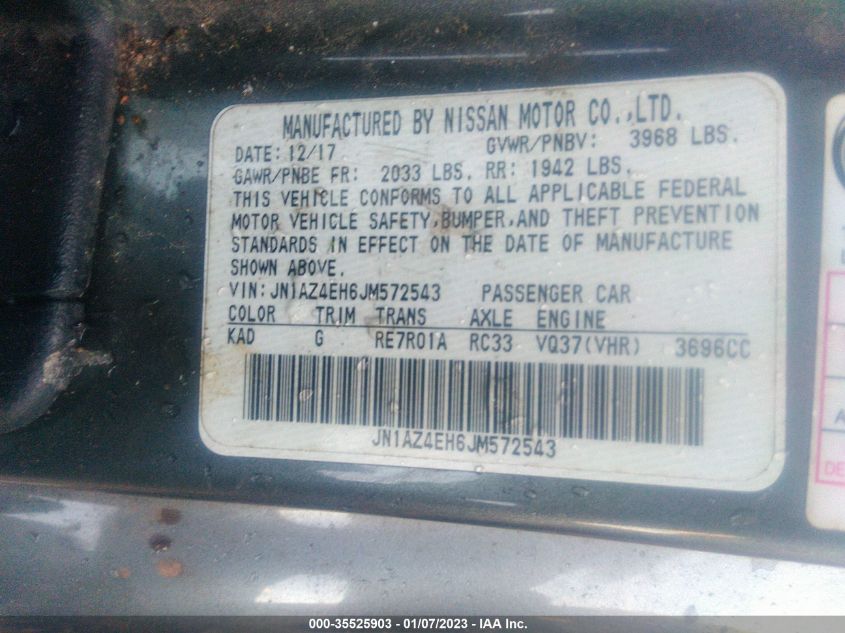 MANUFACTURED BY NISSAN MOTOR CO.,LTD.
DATE: 12/17 GVWR/PNBV: 3968 LBS.
GAWR/PNBE FR: 2033 LBS. RR: 1942 LBS.
THIS VEHICLE CONFORMS TO ALL APPLICABLE FEDERAL
MOTOR VEHICLE SAFETY,BUMPER,AND THEFT PREVENTION
STANDARDS IN EFFECT ON THE DATE OF MANUFACTURE
SHOWN ABOVE.
VIN: JN1AZ4EH6JM572543 PASSENGER CAR
COLOR TRIM TRANS AXLE ENGINE
KAD G RE7R01A RC33 VQ37(VHR) 3696CC
JN1AZ4EH6JM572543
A
DE
000-35525903 - 01/07/2023 - IAA Inc.